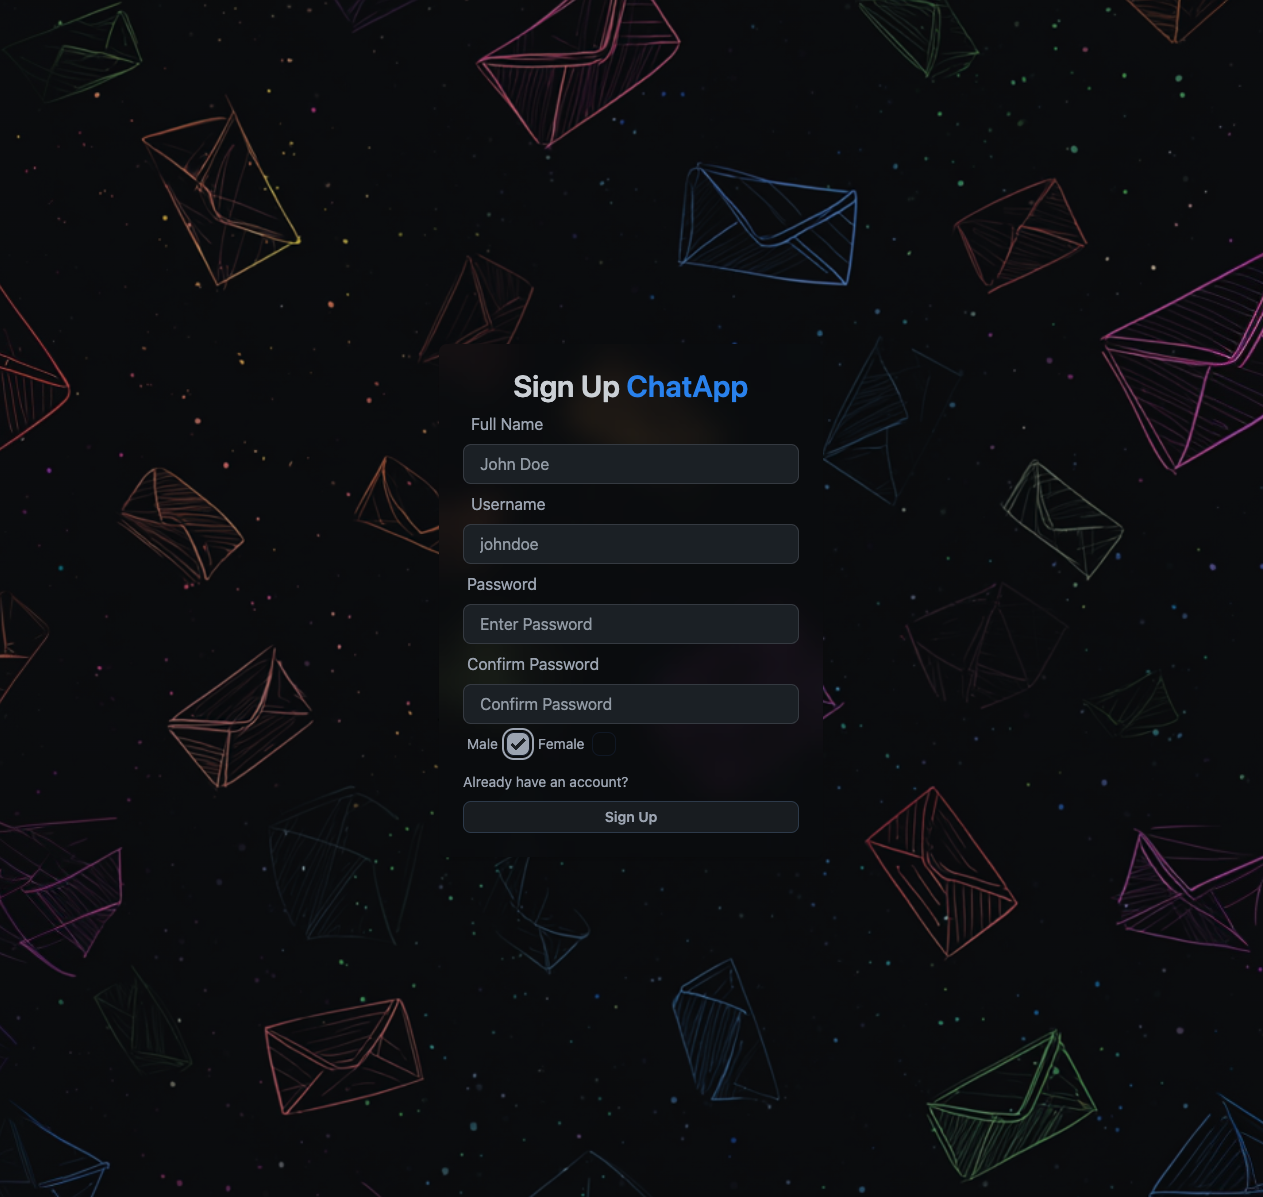 Sign Up ChatApp
Full Name
John Doe
Username
johndoe
Password
Enter Password
Confirm Password
Confirm Password
Male Female
Already have an account?
Sign Up